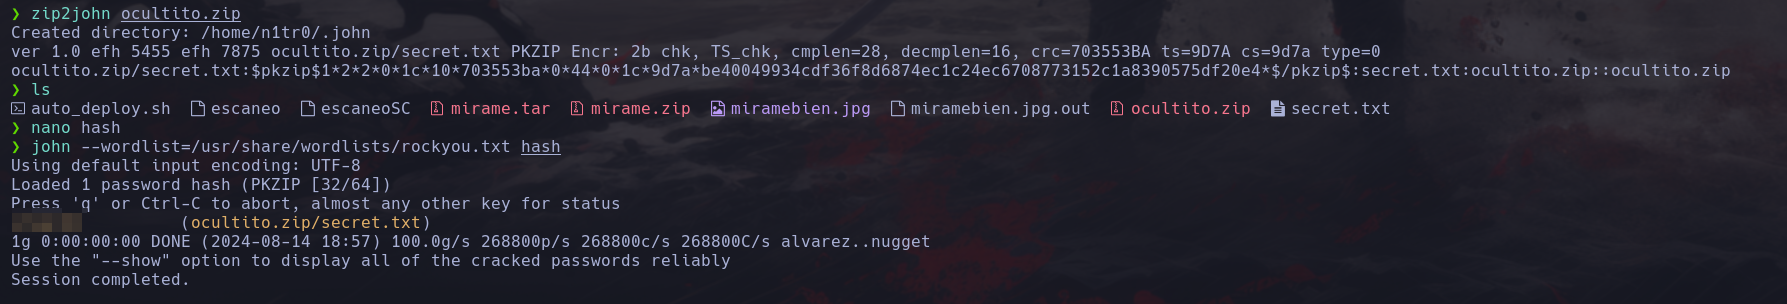 ❯ zip2john ocultito.zip
Created directory: /home/n1tr0/.john
ver 1.0 efh 5455 efh 7875 ocultito.zip/secret.txt PKZIP Encr: 2b chk, TS_chk, cmplen=28, decmplen=16, crc=703553BA ts=9D7A cs=9d7a type=0
ocultito.zip/secret.txt:$pkzip$1*2*2*0*1c*10*703553ba*0*44*0*1c*9d7a*be40049934cdf36f8d6874ec1c24ec6708773152c1a8390575df20e4*$/pkzip$:secret.txt:ocultito.zip::ocultito.zip
❯ ls
auto_deploy.sh escaneo escaneoSC mirame.tar mirame.zip miramebien.jpg miramebien.jpg.out ocultito.zip secret.txt
❯ nano hash
❯ john --wordlist=/usr/share/wordlists/rockyou.txt hash
Using default input encoding: UTF-8
Loaded 1 password hash (PKZIP [32/64])
Press 'q' or Ctrl-C to abort, almost any other key for status
(ocultito.zip/secret.txt)
1g 0:00:00:00 DONE (2024-08-14 18:57) 100.0g/s 268800p/s 268800c/s 268800C/s alvarez..nugget
Use the "--show" option to display all of the cracked passwords reliably
Session completed.